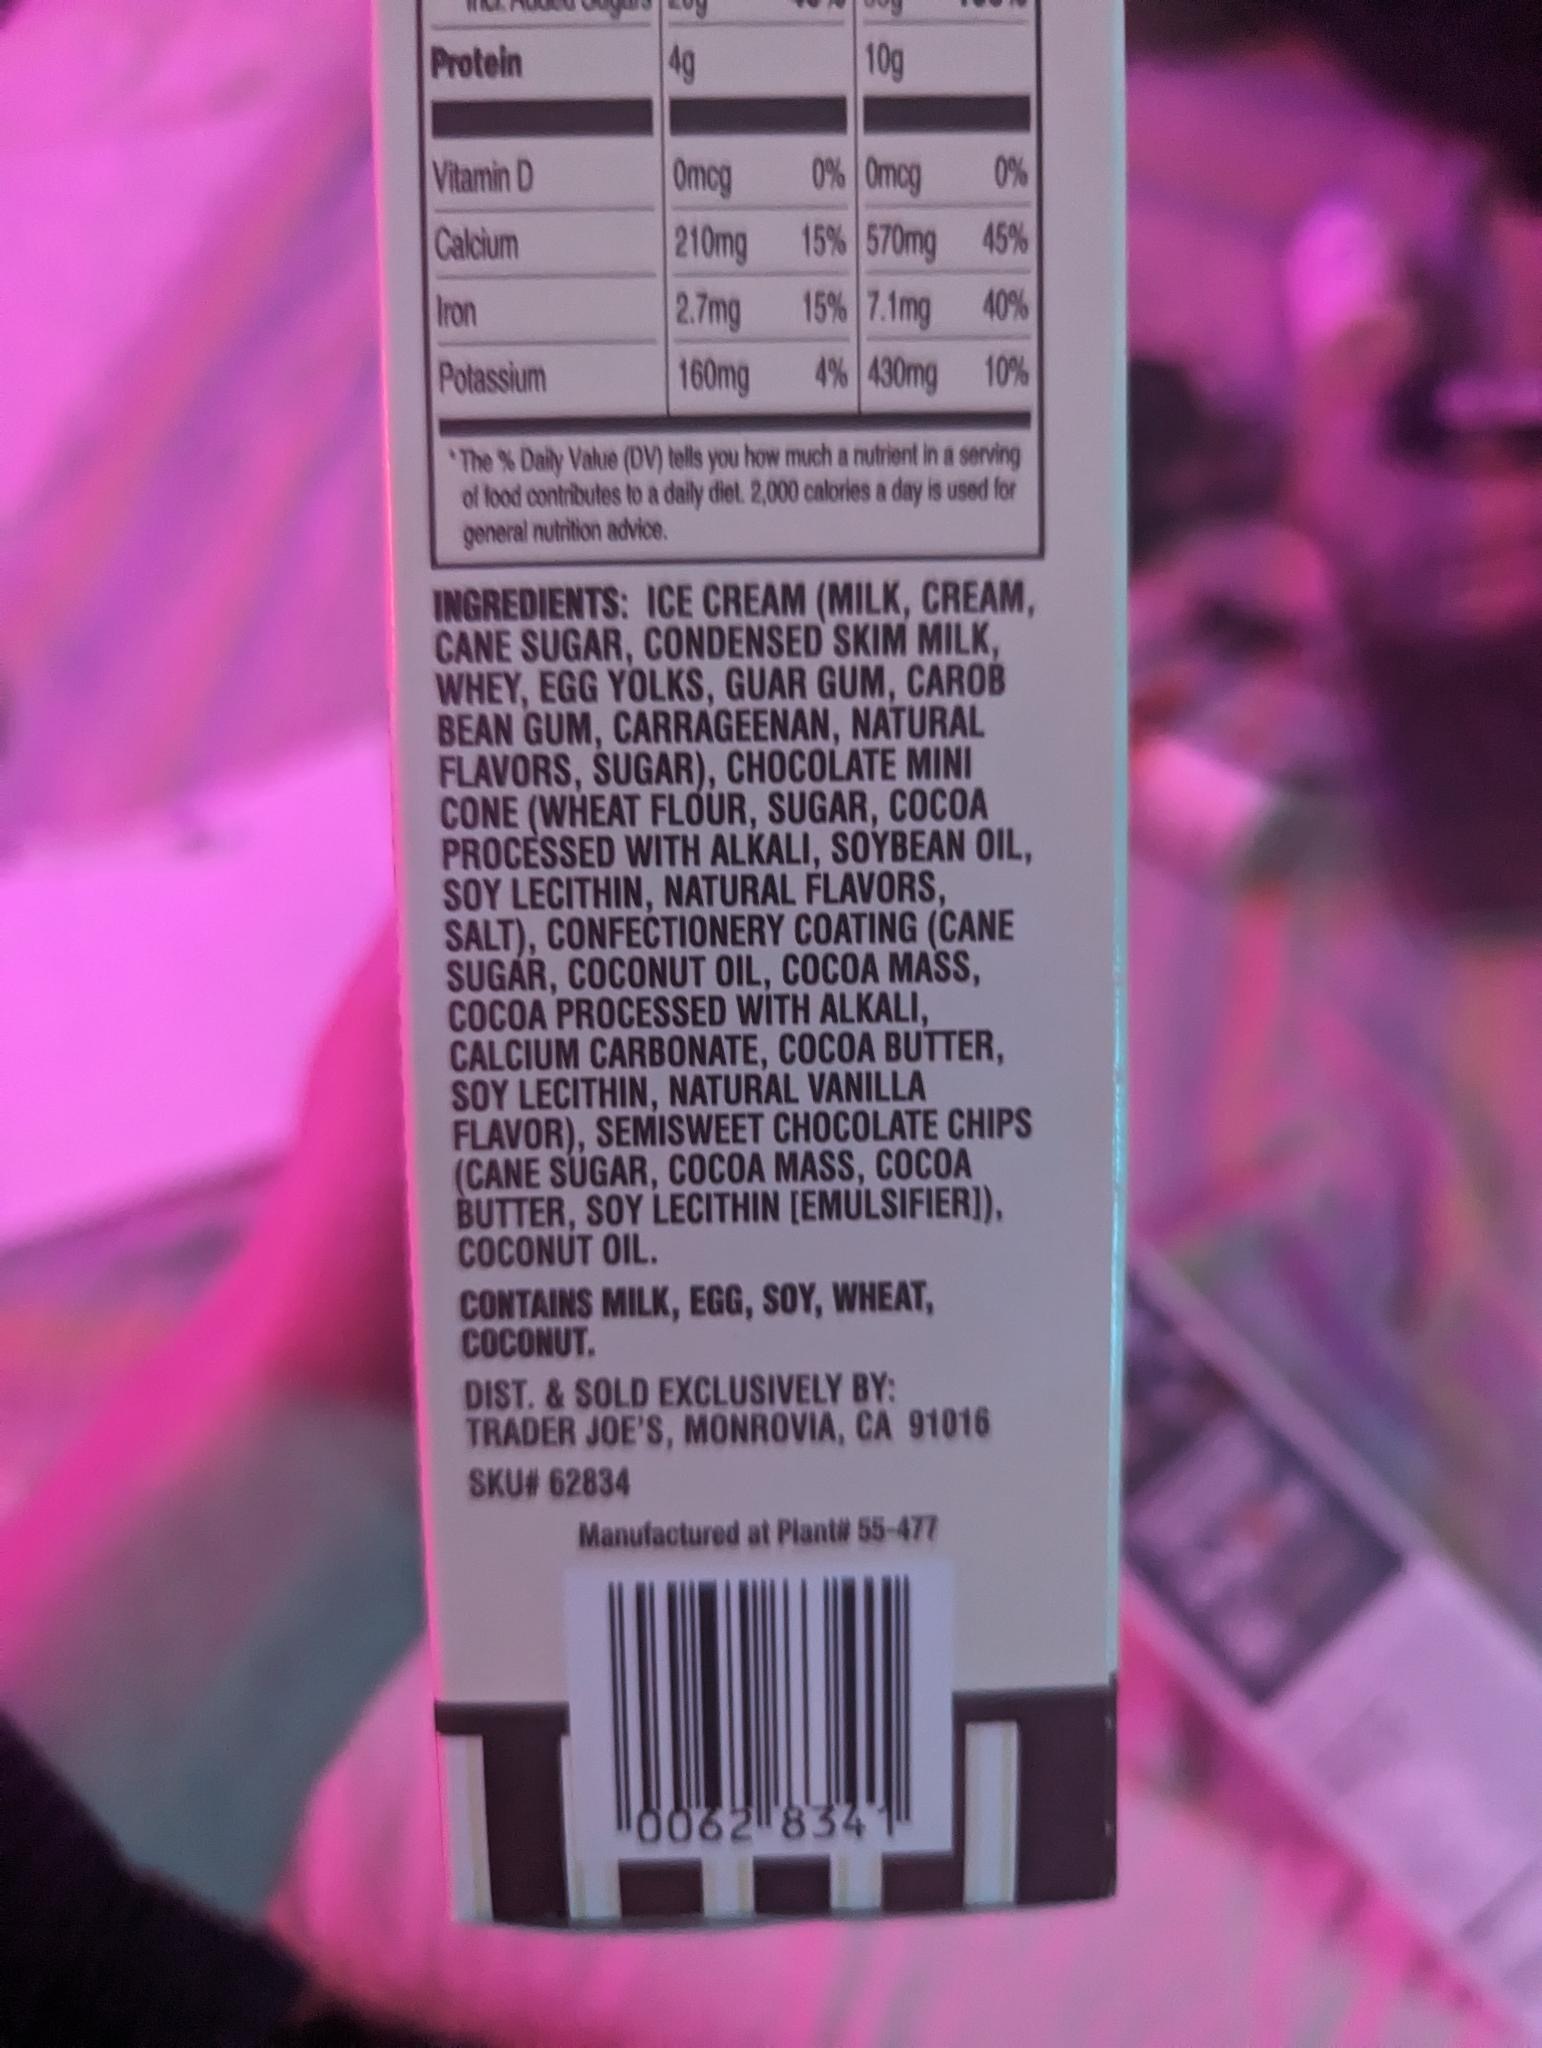 Incl. Added Sugars
Protein 4g 10g
Vitamin D 0mcg 0% 0mcg 0%
Calcium 210mg 15% 570mg 45%
Iron 2.7mg 15% 7.1mg 40%
Potassium 160mg 4% 430mg 10%
*The % Daily Value (DV) tells you how much a nutrient in a serving
of food contributes to a daily diet. 2,000 calories a day is used for
general nutrition advice.
INGREDIENTS: ICE CREAM (MILK, CREAM,
CANE SUGAR, CONDENSED SKIM MILK,
WHEY, EGG YOLKS, GUAR GUM, CAROB
BEAN GUM, CARRAGEENAN, NATURAL
FLAVORS, SUGAR), CHOCOLATE MINI
CONE (WHEAT FLOUR, SUGAR, COCOA
PROCESSED WITH ALKALI, SOYBEAN OIL,
SOY LECITHIN, NATURAL FLAVORS,
SALT), CONFECTIONERY COATING (CANE
SUGAR, COCONUT OIL, COCOA MASS,
COCOA PROCESSED WITH ALKALI,
CALCIUM CARBONATE, COCOA BUTTER,
SOY LECITHIN, NATURAL VANILLA
FLAVOR), SEMISWEET CHOCOLATE CHIPS
(CANE SUGAR, COCOA MASS, COCOA
BUTTER, SOY LECITHIN [EMULSIFIER]),
COCONUT OIL.
CONTAINS MILK, EGG, SOY, WHEAT,
COCONUT.
DIST. & SOLD EXCLUSIVELY BY:
TRADER JOE'S, MONROVIA, CA 91016
SKU# 62834
Manufactured at Plant# 55-477
0062 8341